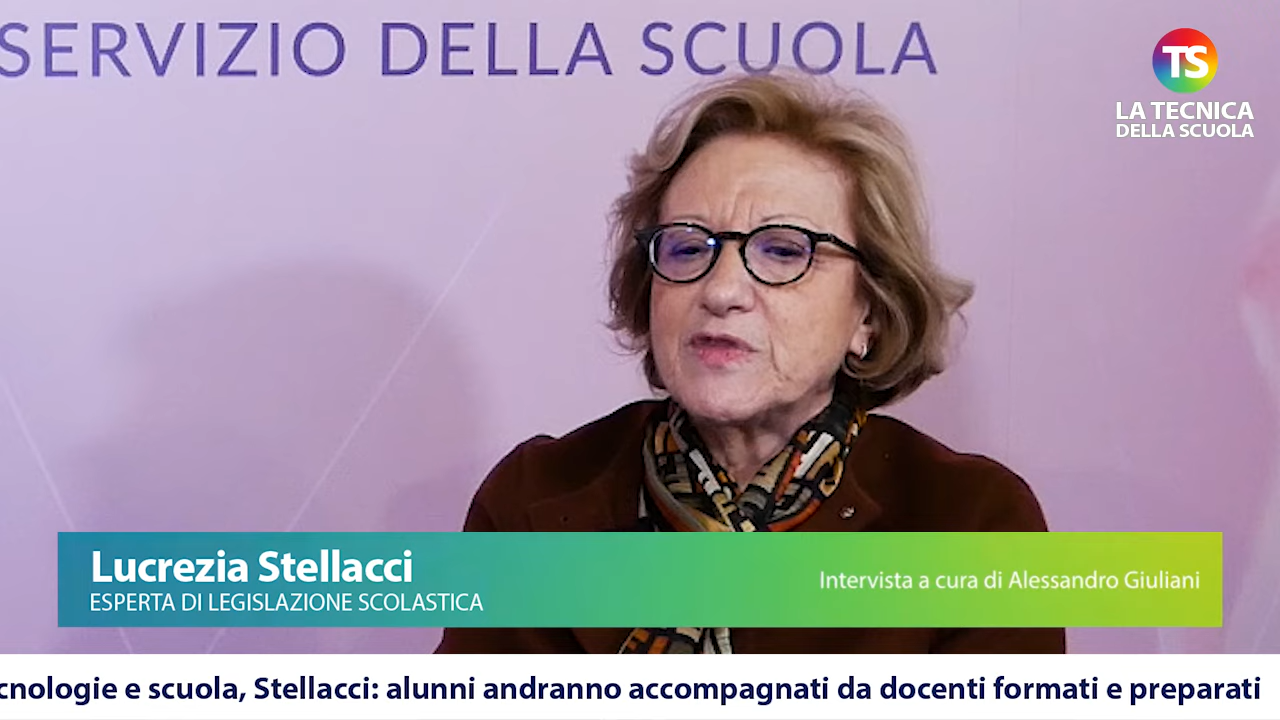 SERVIZIO DELLA SCUOLA
TS
LA TECNICA
DELLA SCUOLA
Lucrezia Stellacci
ESPERTA DI LEGISLAZIONE SCOLASTICA
Intervista a cura di Alessandro Giuliani
cnologie e scuola, Stellacci: alunni andranno accompagnati da docenti formati e preparati